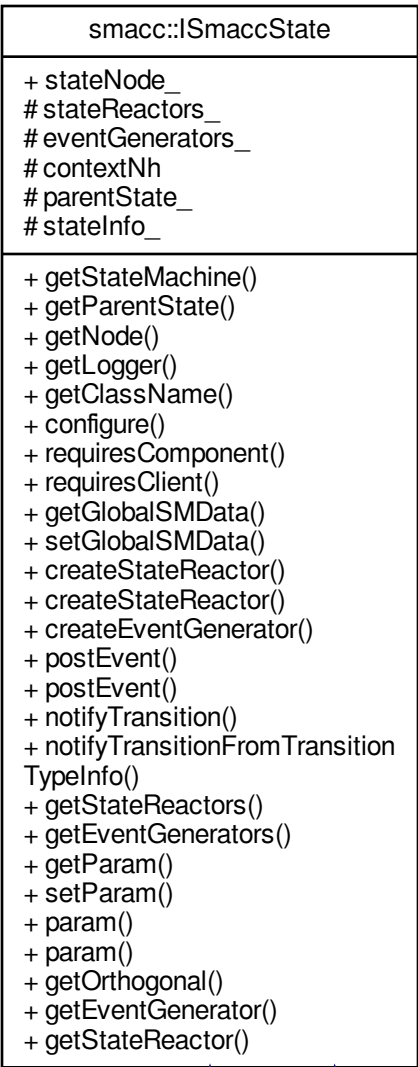 smacc::ISmaccState
+ stateNode_
# stateReactors_
# eventGenerators_
# contextNh
# parentState_
# stateInfo_
+ getStateMachine()
+ getParentState()
+ getNode()
+ getLogger()
+ getClassName()
+ configure()
+ requiresComponent()
+ requiresClient()
+ getGlobalSMData()
+ setGlobalSMData()
+ createStateReactor()
+ createStateReactor()
+ createEventGenerator()
+ postEvent()
+ postEvent()
+ notifyTransition()
+ notifyTransitionFromTransition
TypeInfo()
+ getStateReactors()
+ getEventGenerators()
+ getParam()
+ setParam()
+ param()
+ param()
+ getOrthogonal()
+ getEventGenerator()
+ getStateReactor()